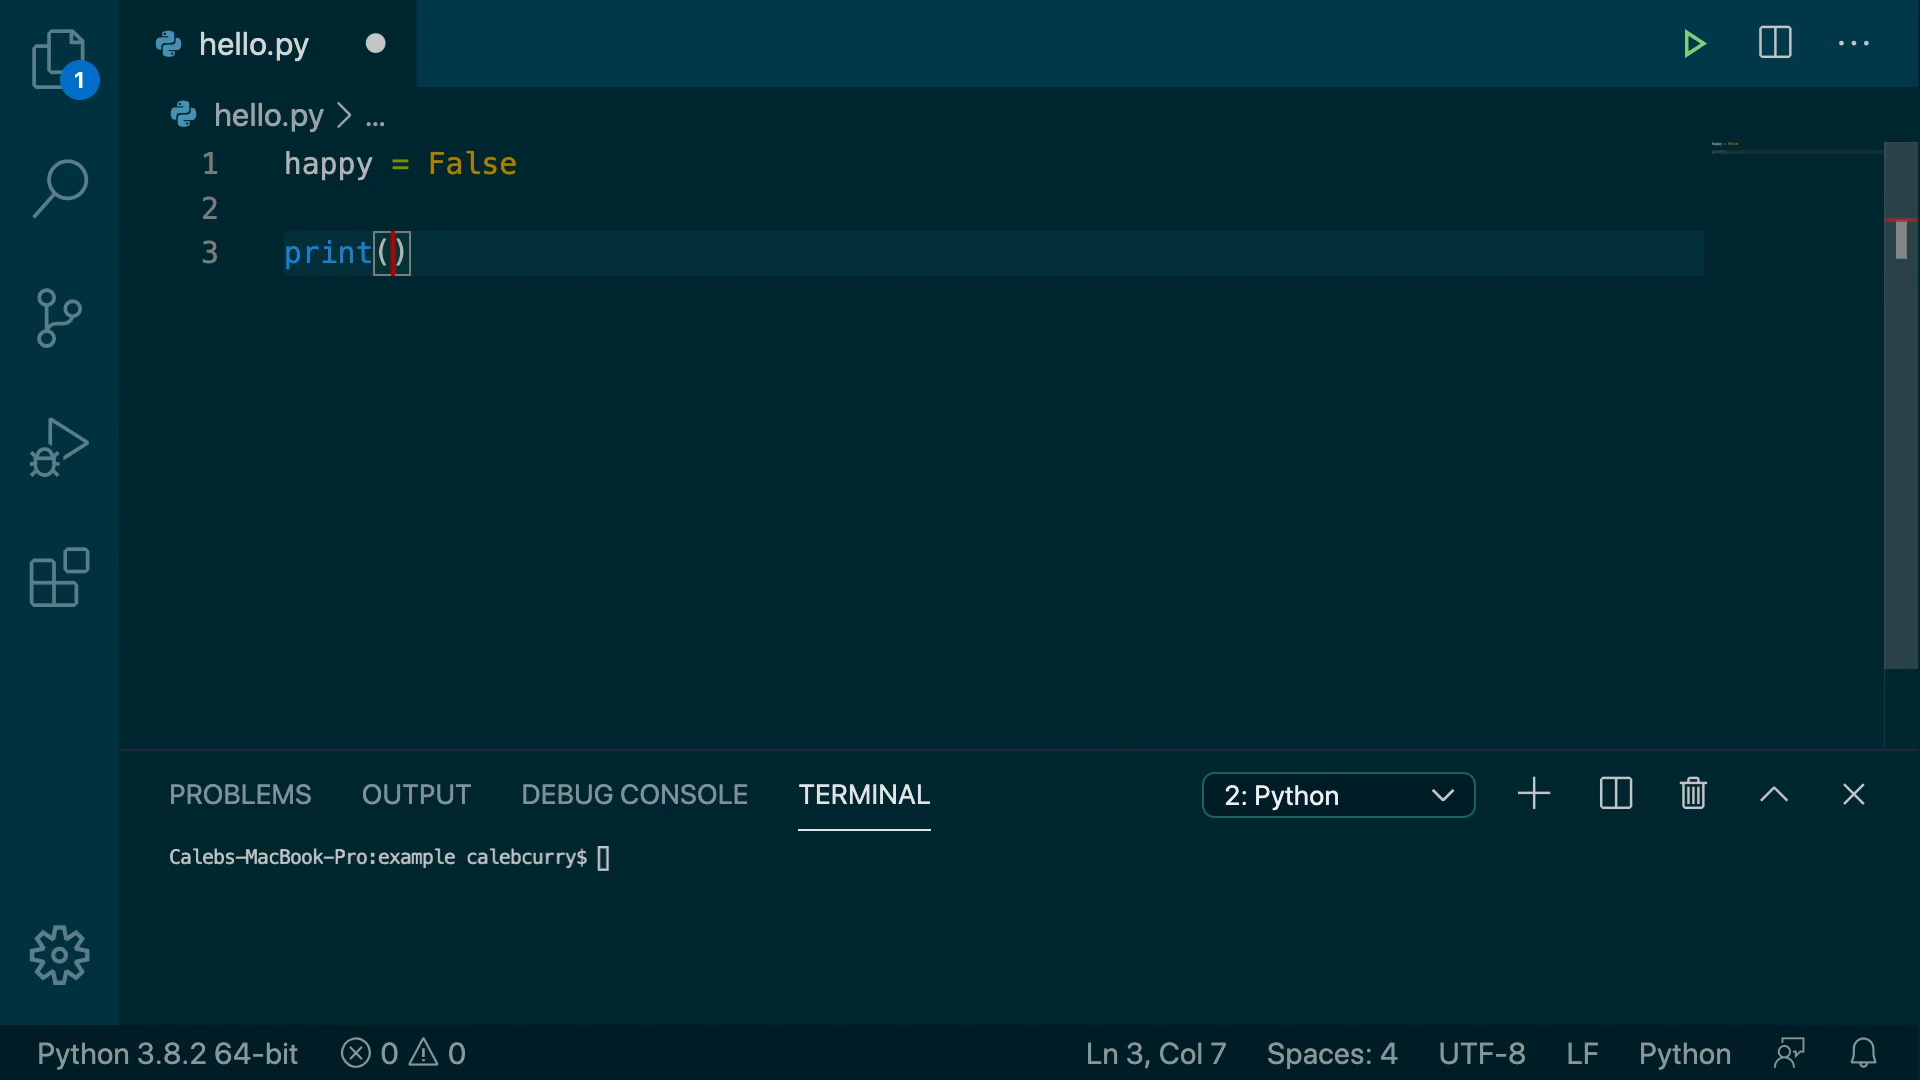 hello.py
1
hello.py > ...
1 happy = False
2
3 print()
PROBLEMS OUTPUT DEBUG CONSOLE TERMINAL 2: Python
Calebs-MacBook-Pro:example calebcurry$
Python 3.8.2 64-bit 0 0 Ln 3, Col 7 Spaces: 4 UTF-8 LF Python